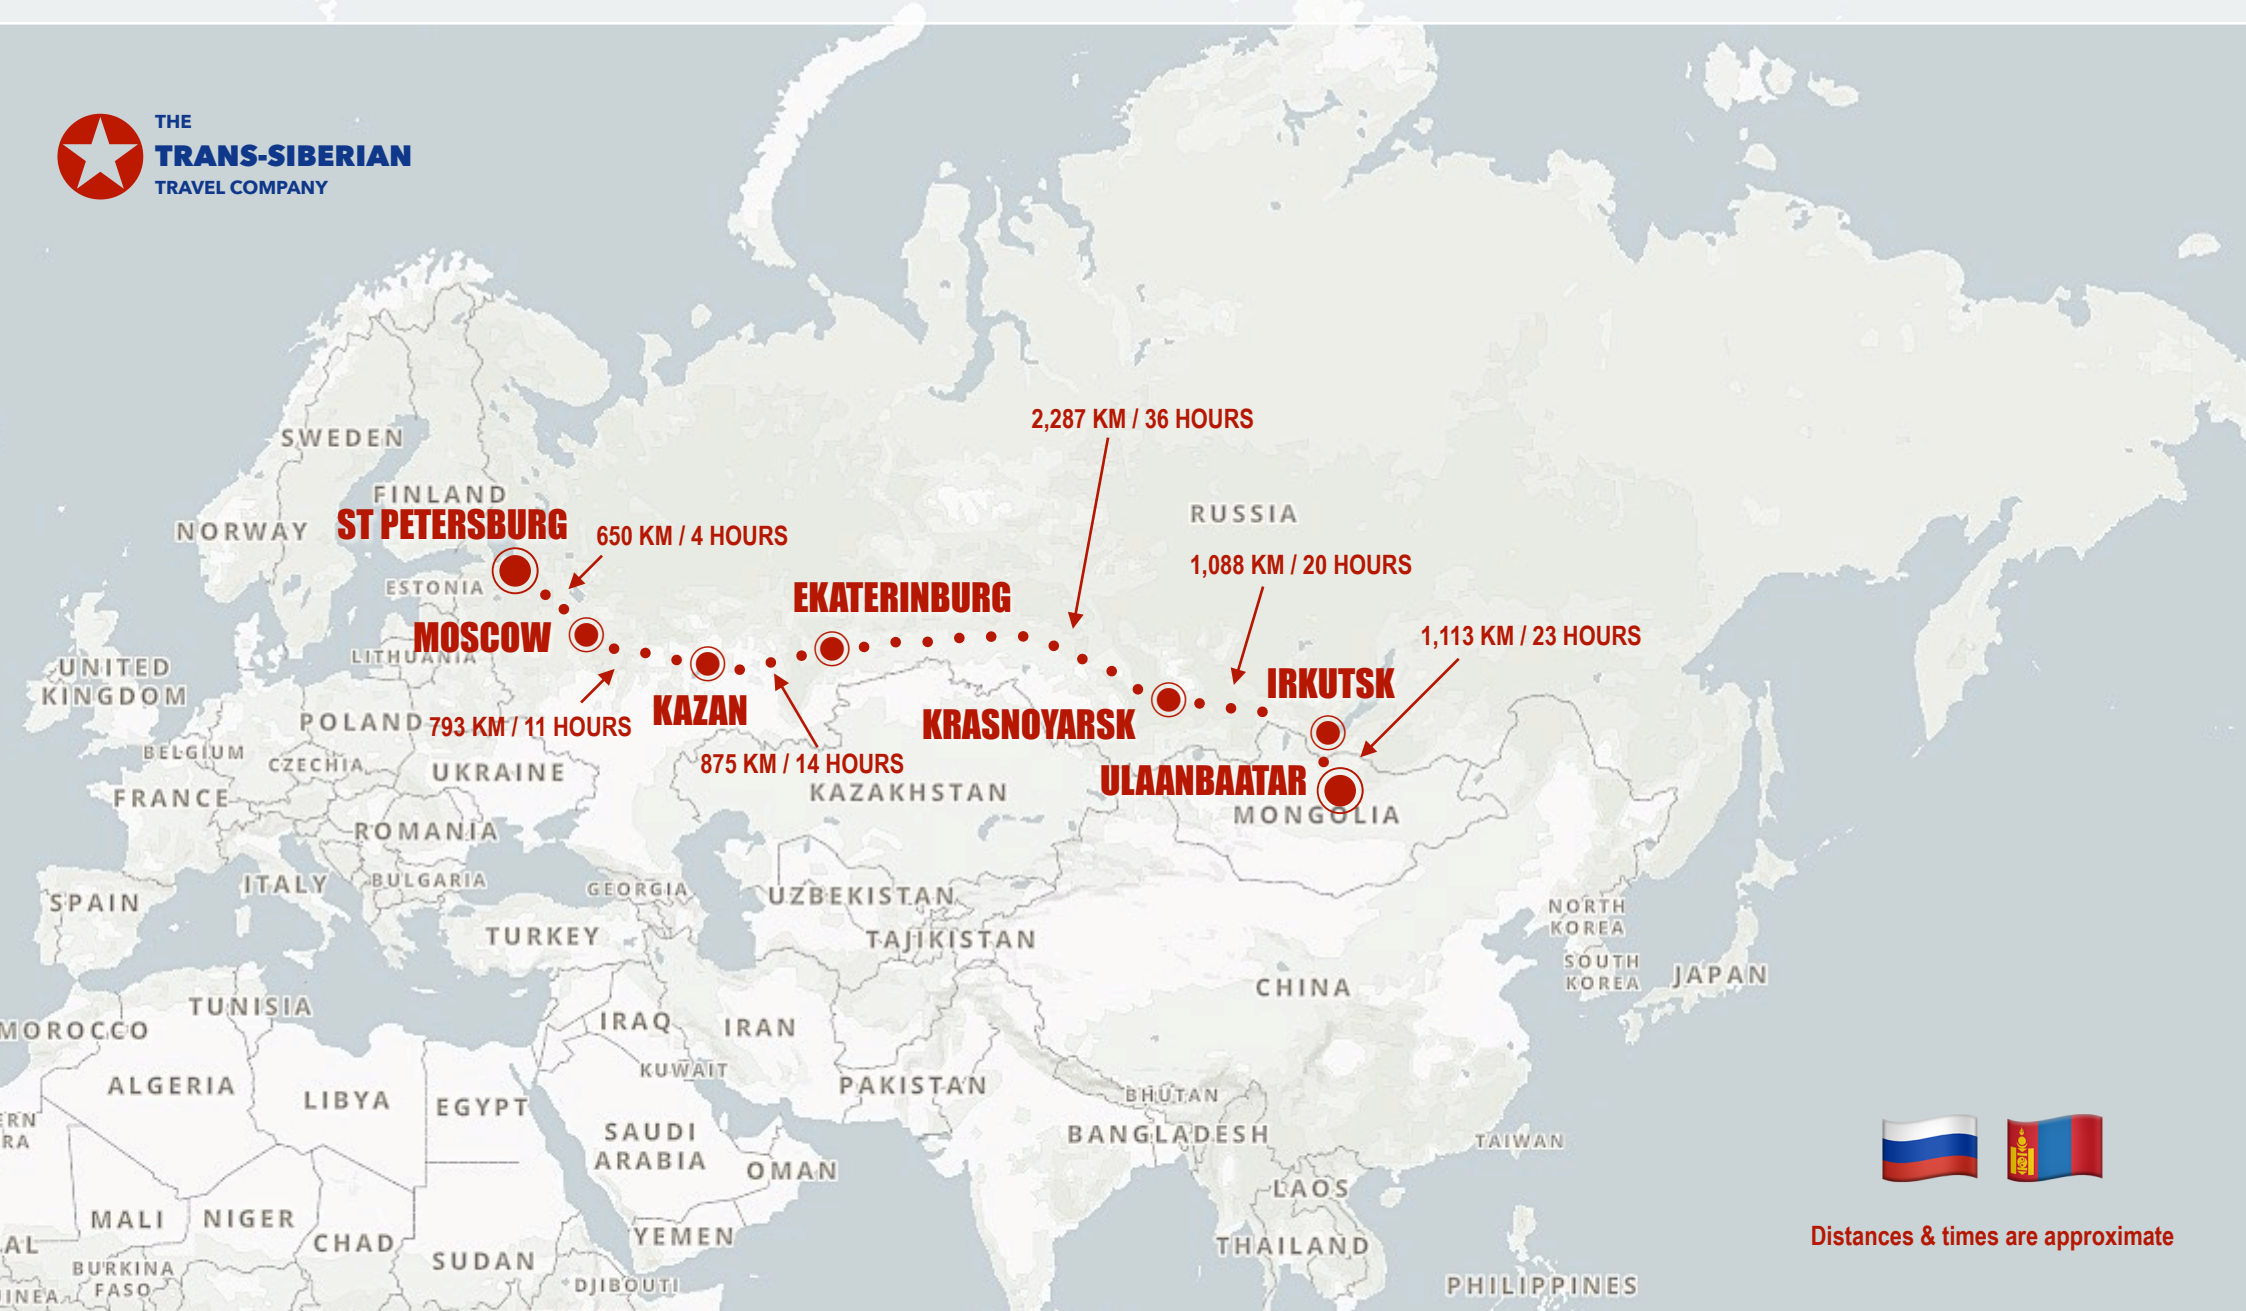 THE
TRANS-SIBERIAN
TRAVEL COMPANY
2,287 KM / 36 HOURS
SWEDEN
FINLAND
RUSSIA
NORWAY
ST PETERSBURG
650 KM / 4 HOURS
1,088 KM / 20 HOURS
ESTONIA
EKATERINBURG
MOSCOW
1,113 KM / 23 HOURS
LITHUANIA
UNITED
KINGDOM
IRKUTSK
KAZAN
KRASNOYARSK
POLAND
793 KM / 11 HOURS
BELGIUM
CZECHIA
UKRAINE
875 KM / 14 HOURS
ULAANBAATAR
FRANCE
KAZAKHSTAN
MONGOLIA
ROMANIA
ITALY
BULGARIA
GEORGIA
UZBEKISTAN
SPAIN
NORTH
KOREA
TURKEY
TAJIKISTAN
SOUTH
KOREA
JAPAN
CHINA
TUNISIA
MOROCCO
IRAQ
IRAN
KUWAIT
ALGERIA
LIBYA
EGYPT
PAKISTAN
BHUTAN
ERN
RA
SAUDI
ARABIA
BANGLADESH
TAIWAN
OMAN
LAOS
MALI
NIGER
CHAD
YEMEN
AL
THAILAND
Distances & times are approximate
SUDAN
BURKINA
FASO
DJIBOUTI
PHILIPPINES
INEA